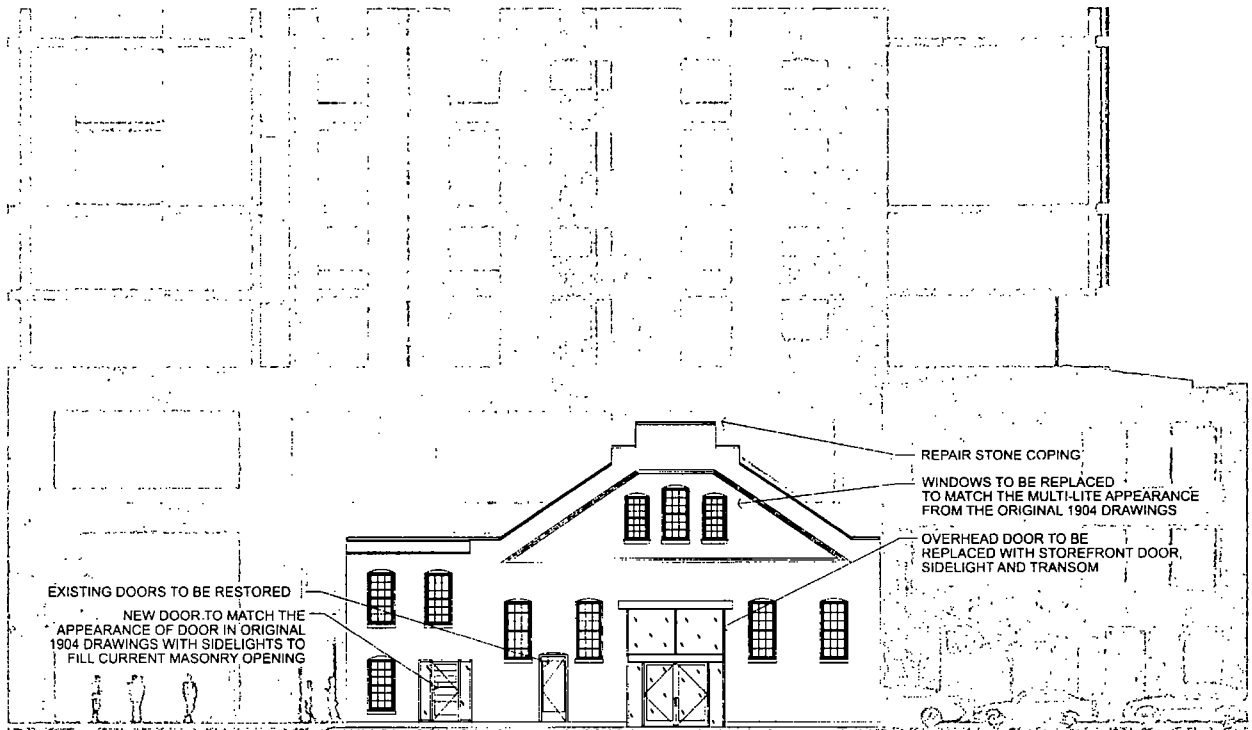 REPAIR STONE COPING
WINDOWS TO BE REPLACED
TO MATCH THE MULTI-LITE APPEARANCE
FROM THE ORIGINAL 1904 DRAWINGS
OVERHEAD DOOR TO BE
REPLACED WITH STOREFRONT DOOR,
SIDELIGHT AND TRANSOM
EXISTING DOORS TO BE RESTORED
NEW DOOR TO MATCH THE
APPEARANCE OF DOOR IN ORIGINAL
1904 DRAWINGS WITH SIDELIGHTS TO
FILL CURRENT MASONRY OPENING